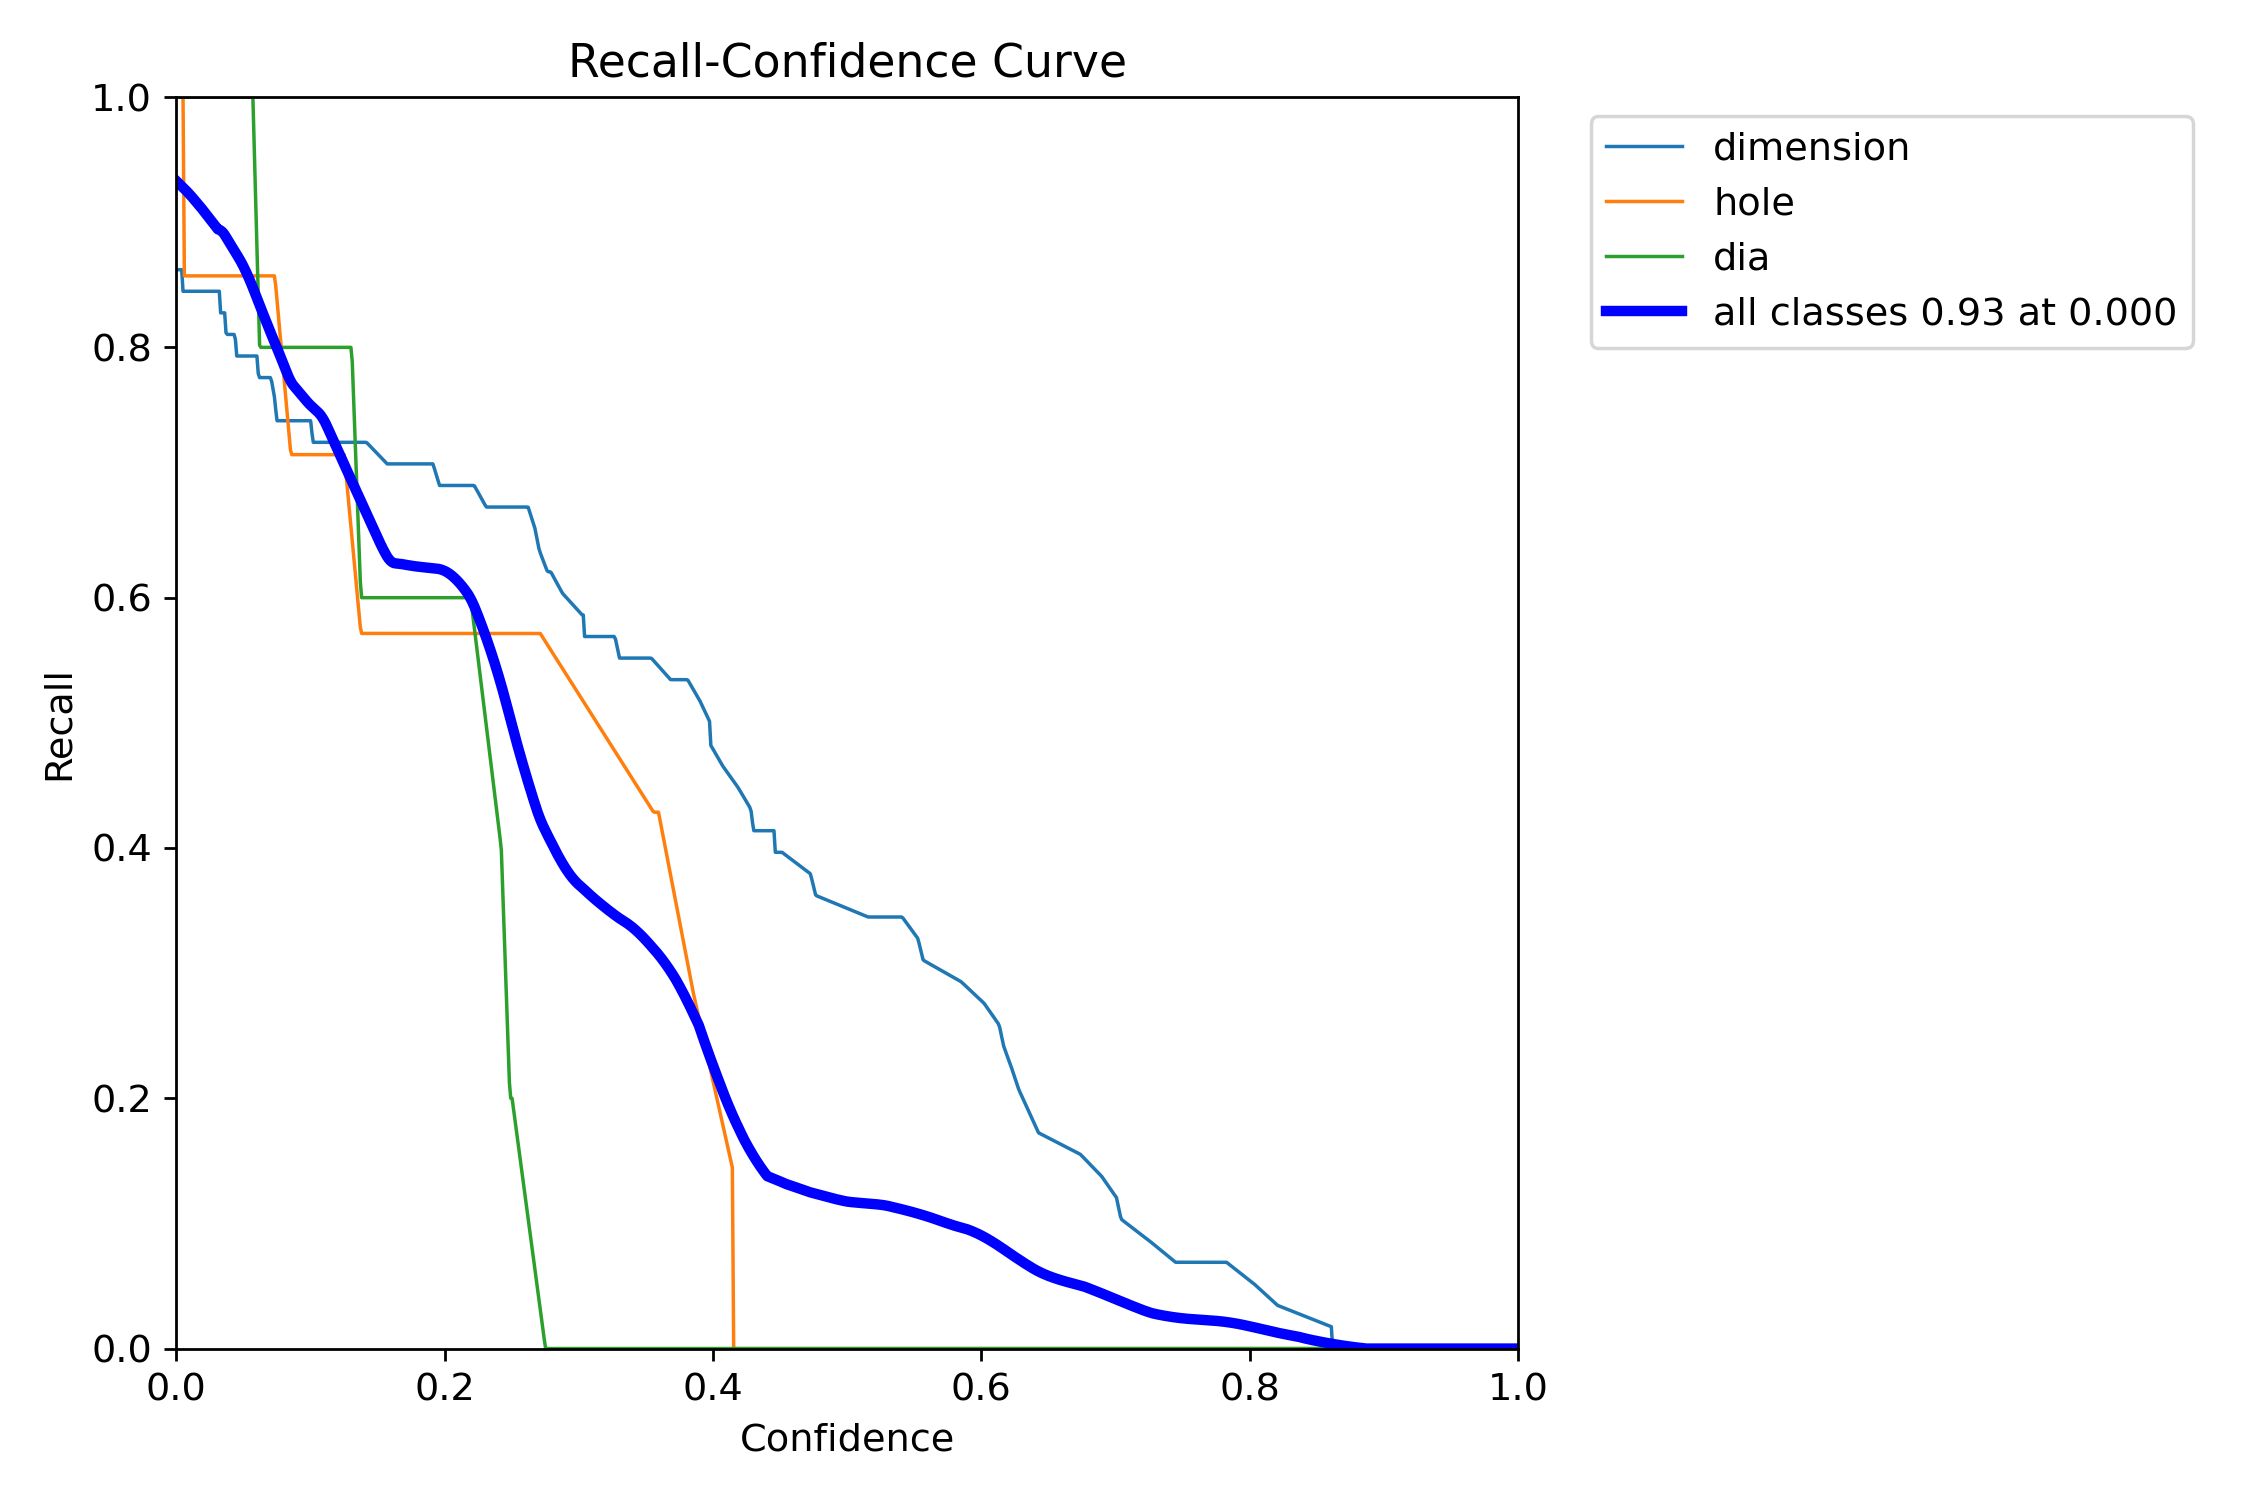 Recall-Confidence Curve
1.0
0.8
0.6
0.4
0.2
0.0
Recall
0.0 0.2 0.4 0.6 0.8 1.0
Confidence
dimension
hole
dia
all classes 0.93 at 0.000